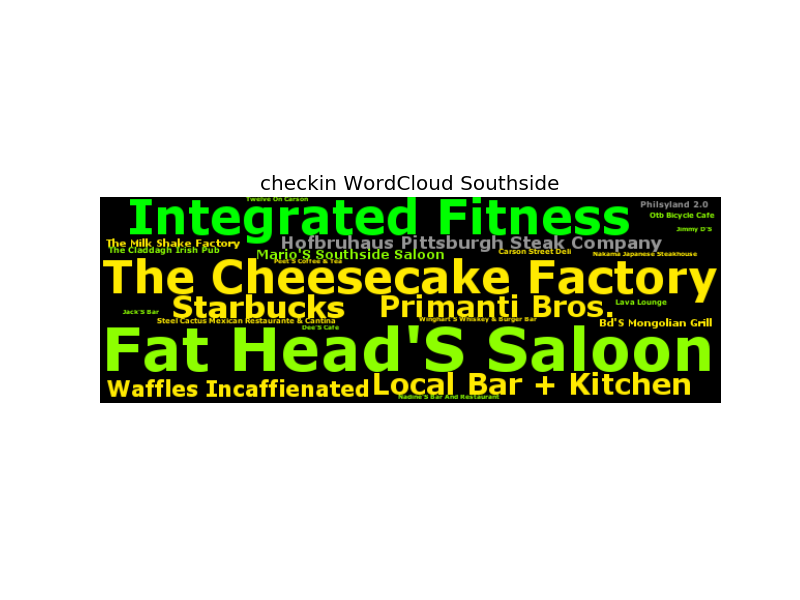 checkin WordCloud Southside
Twelve On Carson
Integrated Fitness
Philsyland 2.0
Otb Bicycle Cafe
Jimmy D'S
The Milk Shake Factory
Hofbruhaus Pittsburgh Steak Company
The Claddagh Irish Pub
Mario'S Southside Saloon
Carson Street Deli
Nakama Japanese Steakhouse
Peet'S Coffee & Tea
The Cheesecake Factory
Starbucks
Primanti Bros.
Lava Lounge
Jack'S Bar
Steel Cactus Mexican Restaurante & Cantina
Winghart'S Whiskey & Burger Bar
Bd'S Mongolian Grill
Dee'S Cafe
Fat Head'S Saloon
Waffles Incaffienated
Local Bar + Kitchen
Nadine'S Bar And Restaurant